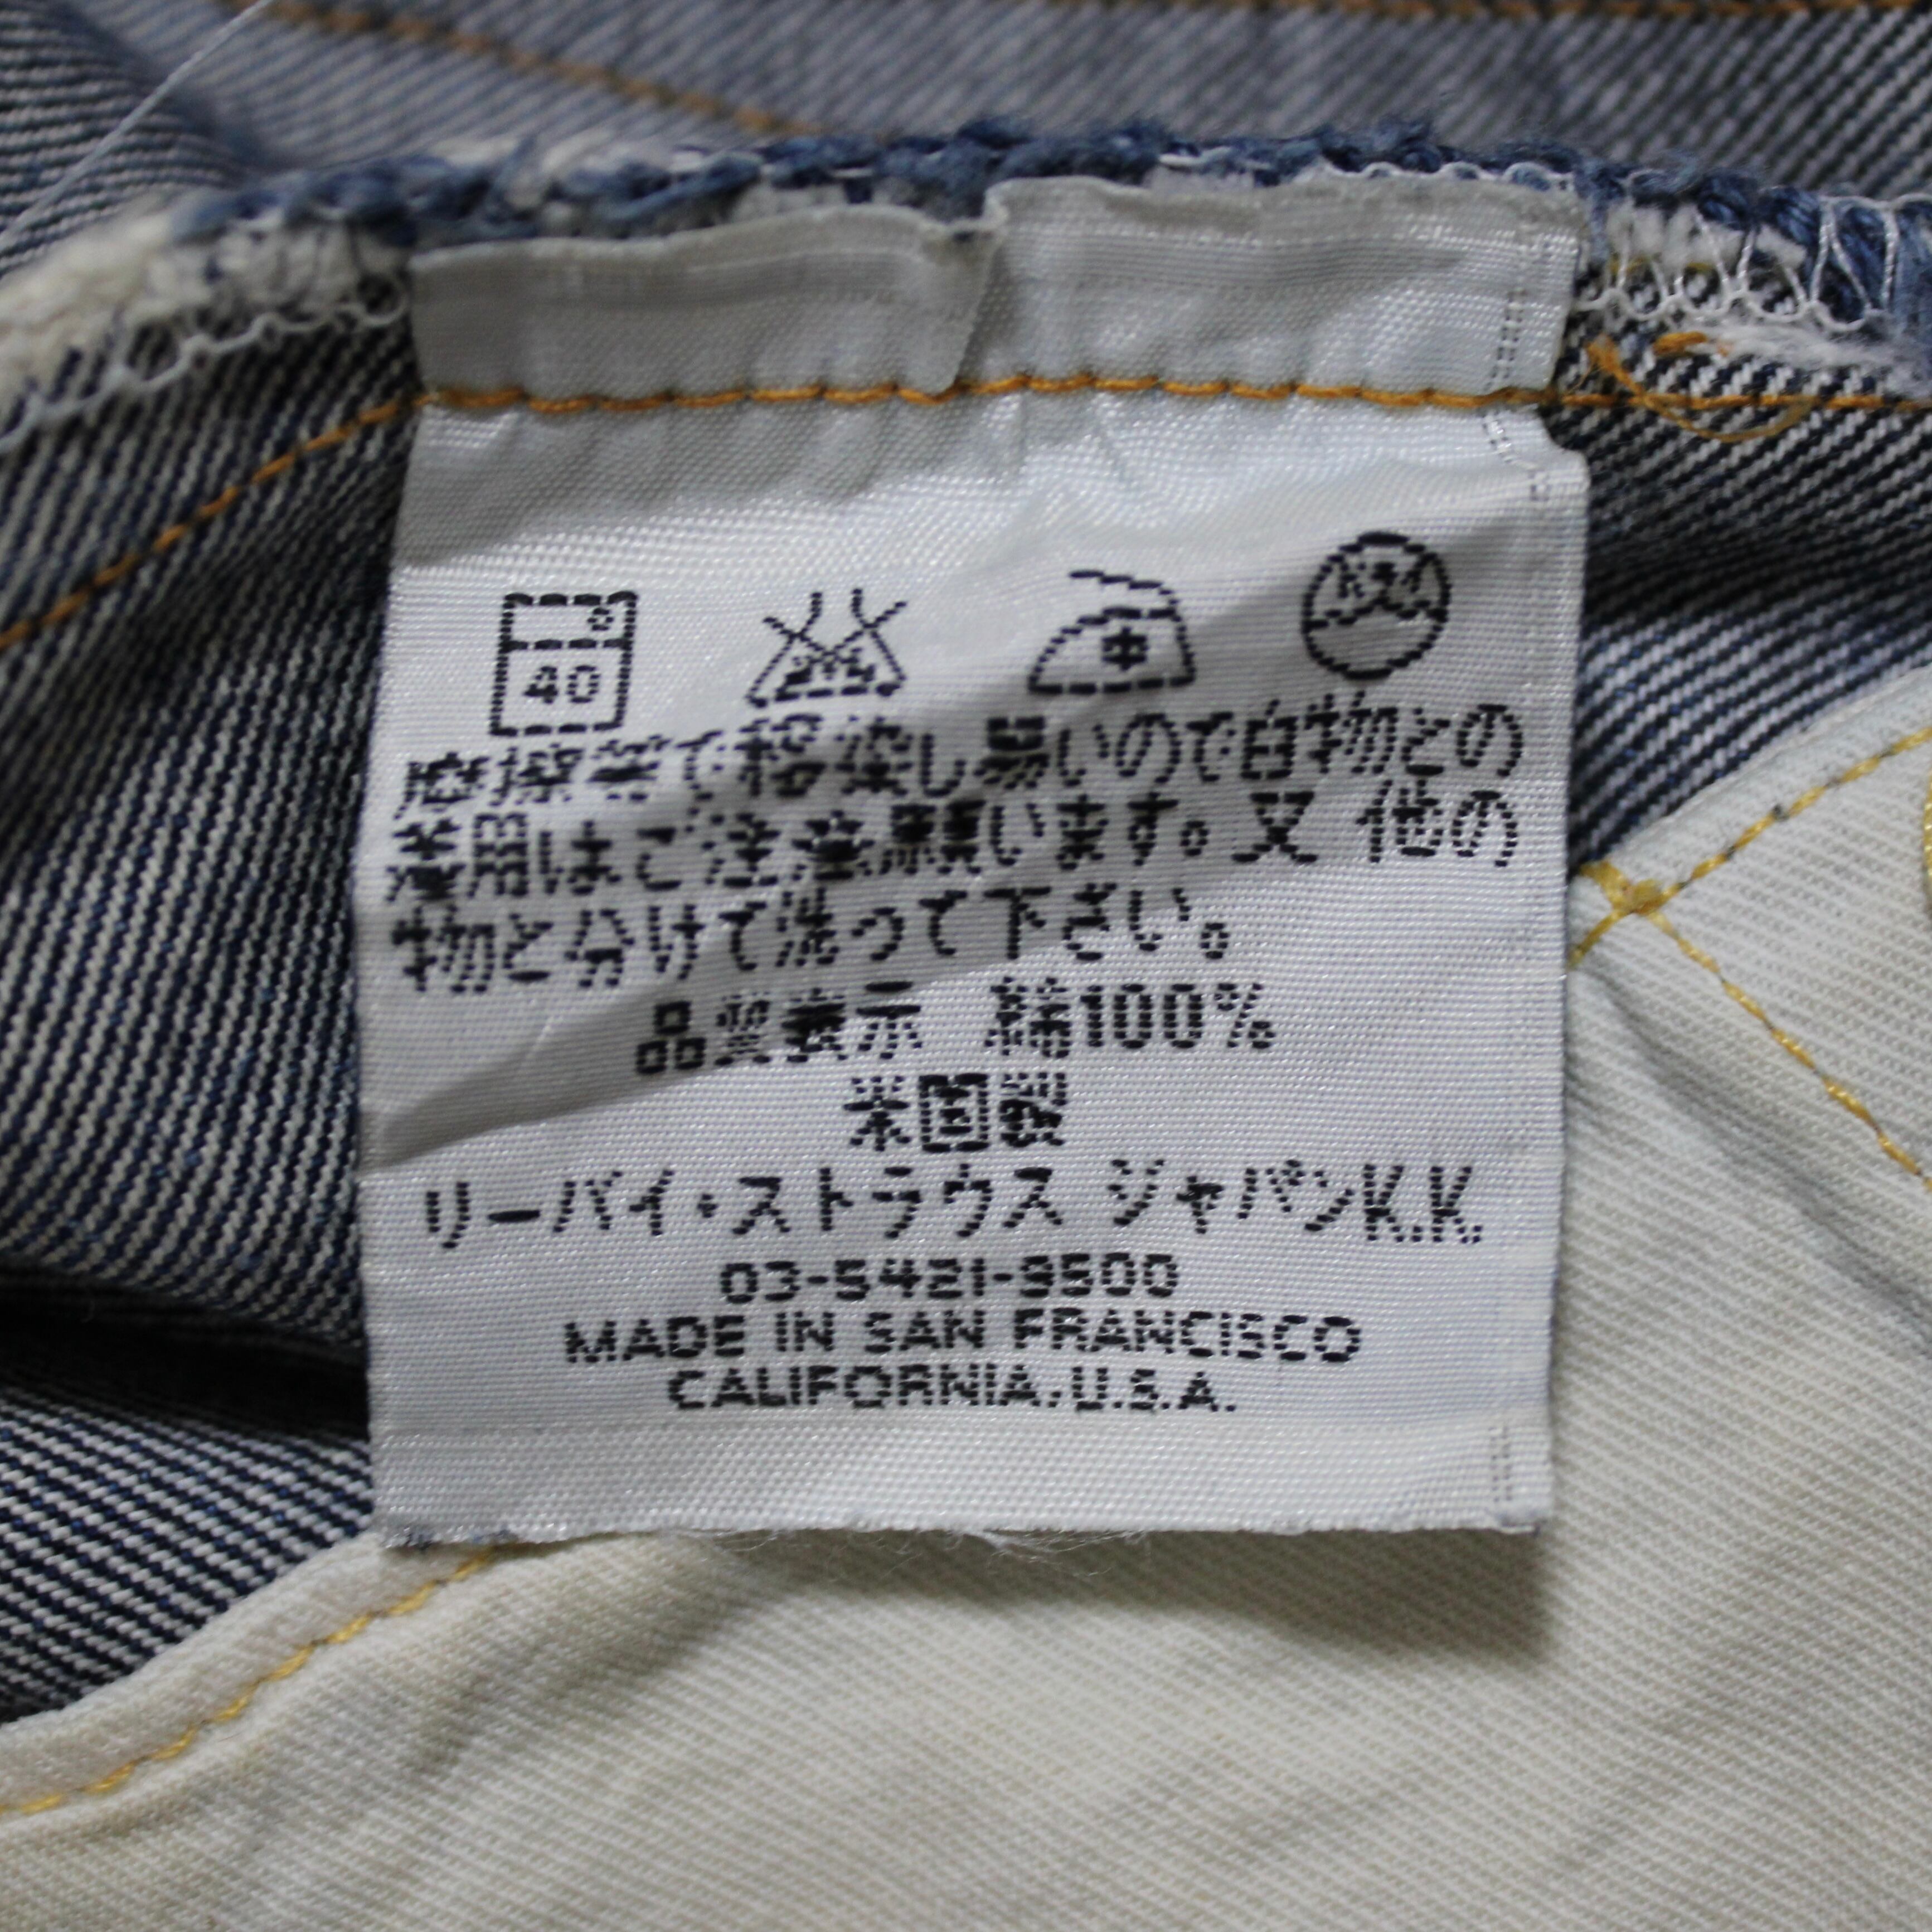 40
中
感摩擦等で移染し易いので白物との
着用はご注意願います。又 他の
物と分けて洗って下さい。
品質表示 綿100%
米国製
リーバイ・ストラウス ジャパンK.K.
03-5421-9500
MADE IN SAN FRANCISCO
CALIFORNIA, U.S.A.